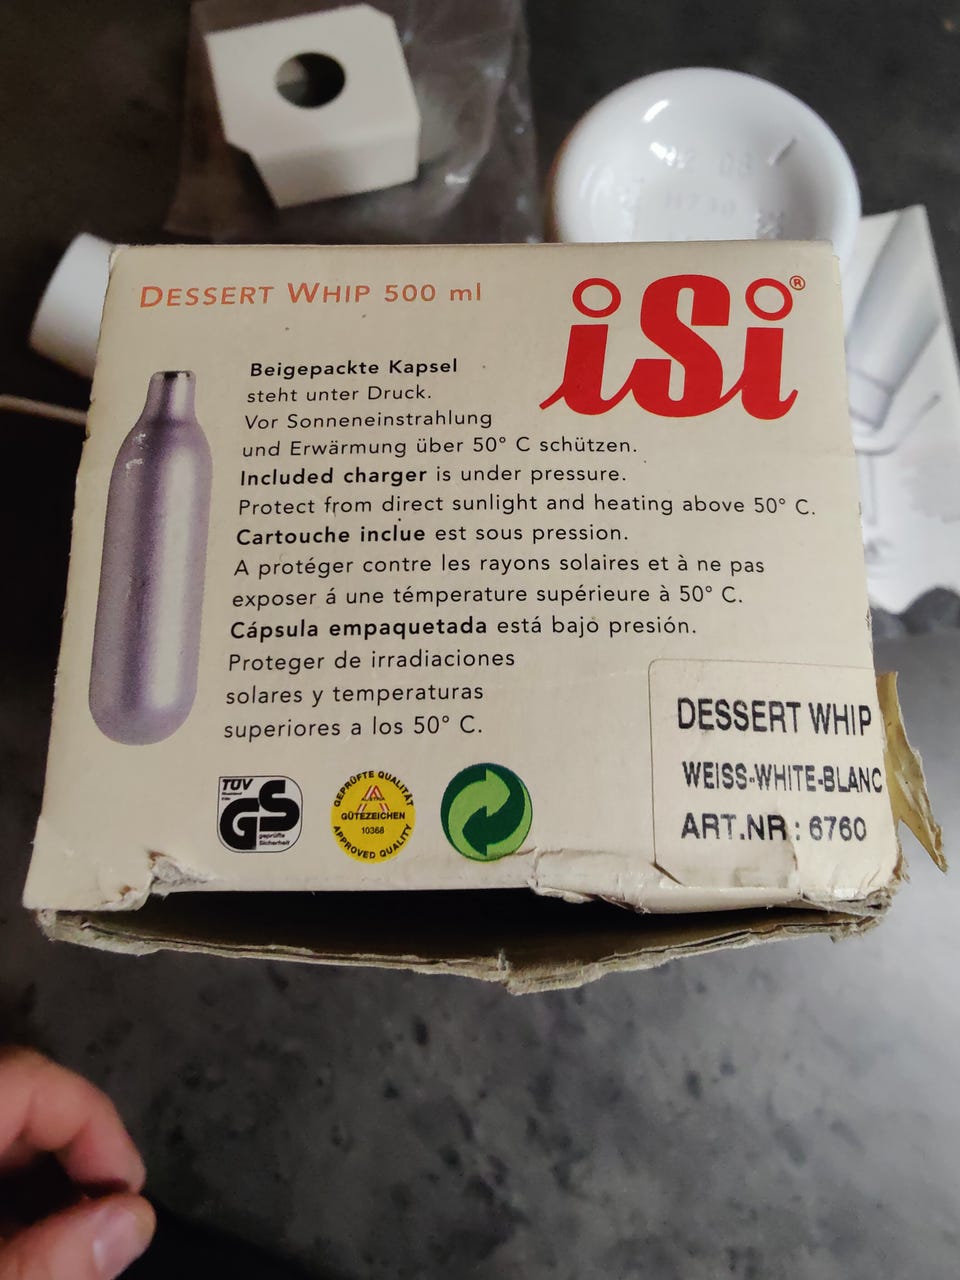 DESSERT WHIP 500 ml
iSi®
Beigepackte Kapsel
steht unter Druck.
Vor Sonneneinstrahlung
und Erwärmung über 50° C schützen.
Included charger is under pressure.
Protect from direct sunlight and heating above 50° C.
Cartouche inclue est sous pression.
A protéger contre les rayons solaires et à ne pas
exposer á une témperature supérieure à 50° C.
Cápsula empaquetada está bajo presión.
Proteger de irradiaciones
solares y temperaturas
superiores a los 50° C.
TÜV
GS
geprüfte
Sicherheit
GEPRÜFTE QUALITÄT
AUSTRIA
GÜTEZEICHEN
10368
APPROVED QUALITY
DESSERT WHIP
WEISS-WHITE-BLANC
ART.NR: 6760